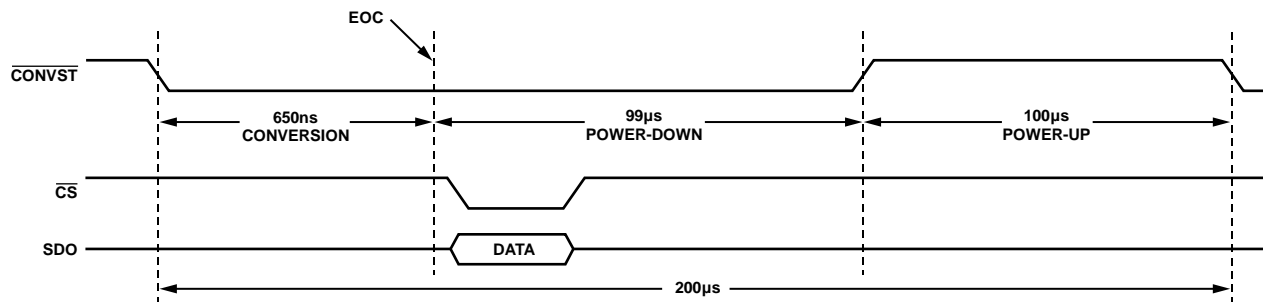 EOC
CONVST
650ns
CONVERSION
99µs
POWER-DOWN
100µs
POWER-UP
CS
SDO
DATA
200µs